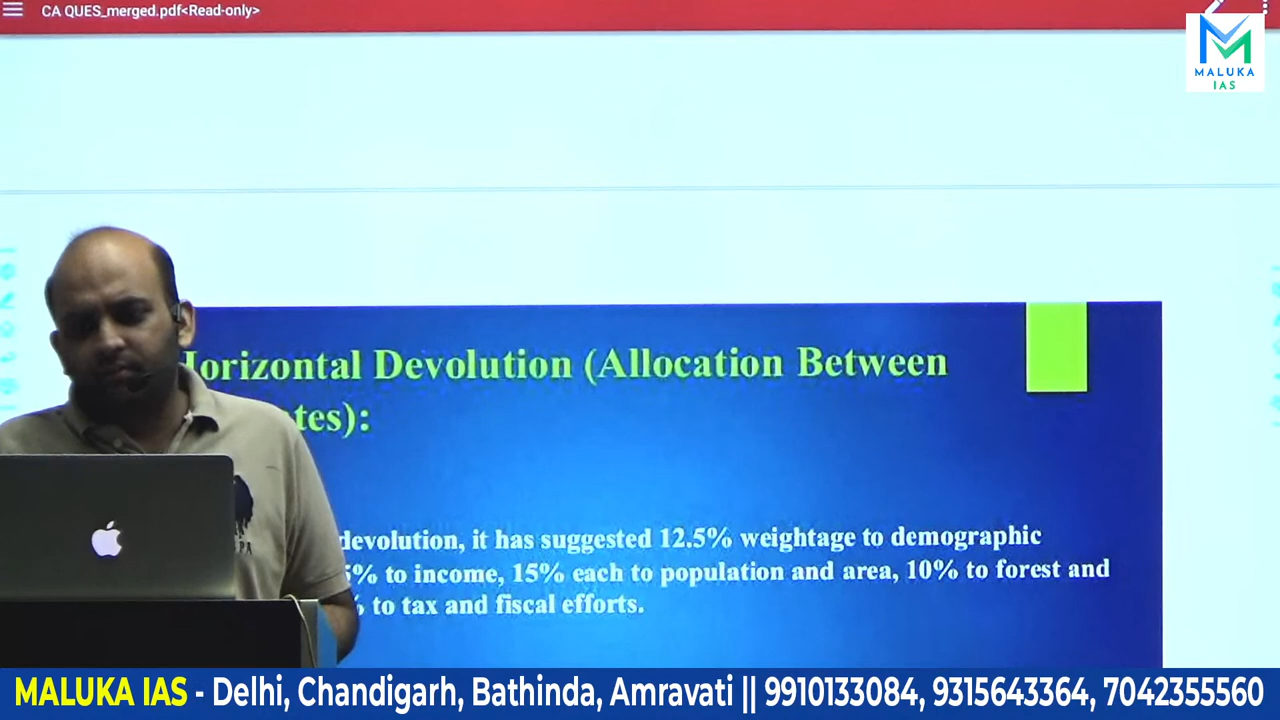 CA QUES_merged.pdf<Read-only>
MALUKA
IAS
Horizontal Devolution (Allocation Between
tes):
devolution, it has suggested 12.5% weightage to demographic
5% to income, 15% each to population and area, 10% to forest and
% to tax and fiscal efforts.
MALUKA IAS - Delhi, Chandigarh, Bathinda, Amravati || 9910133084, 9315643364, 7042355560